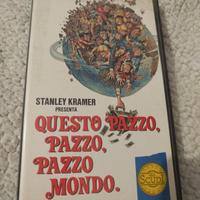 STANLEY KRAMER
PRESENTA
QUESTO PAZZO,
PAZZO,
PAZZO
MONDO.